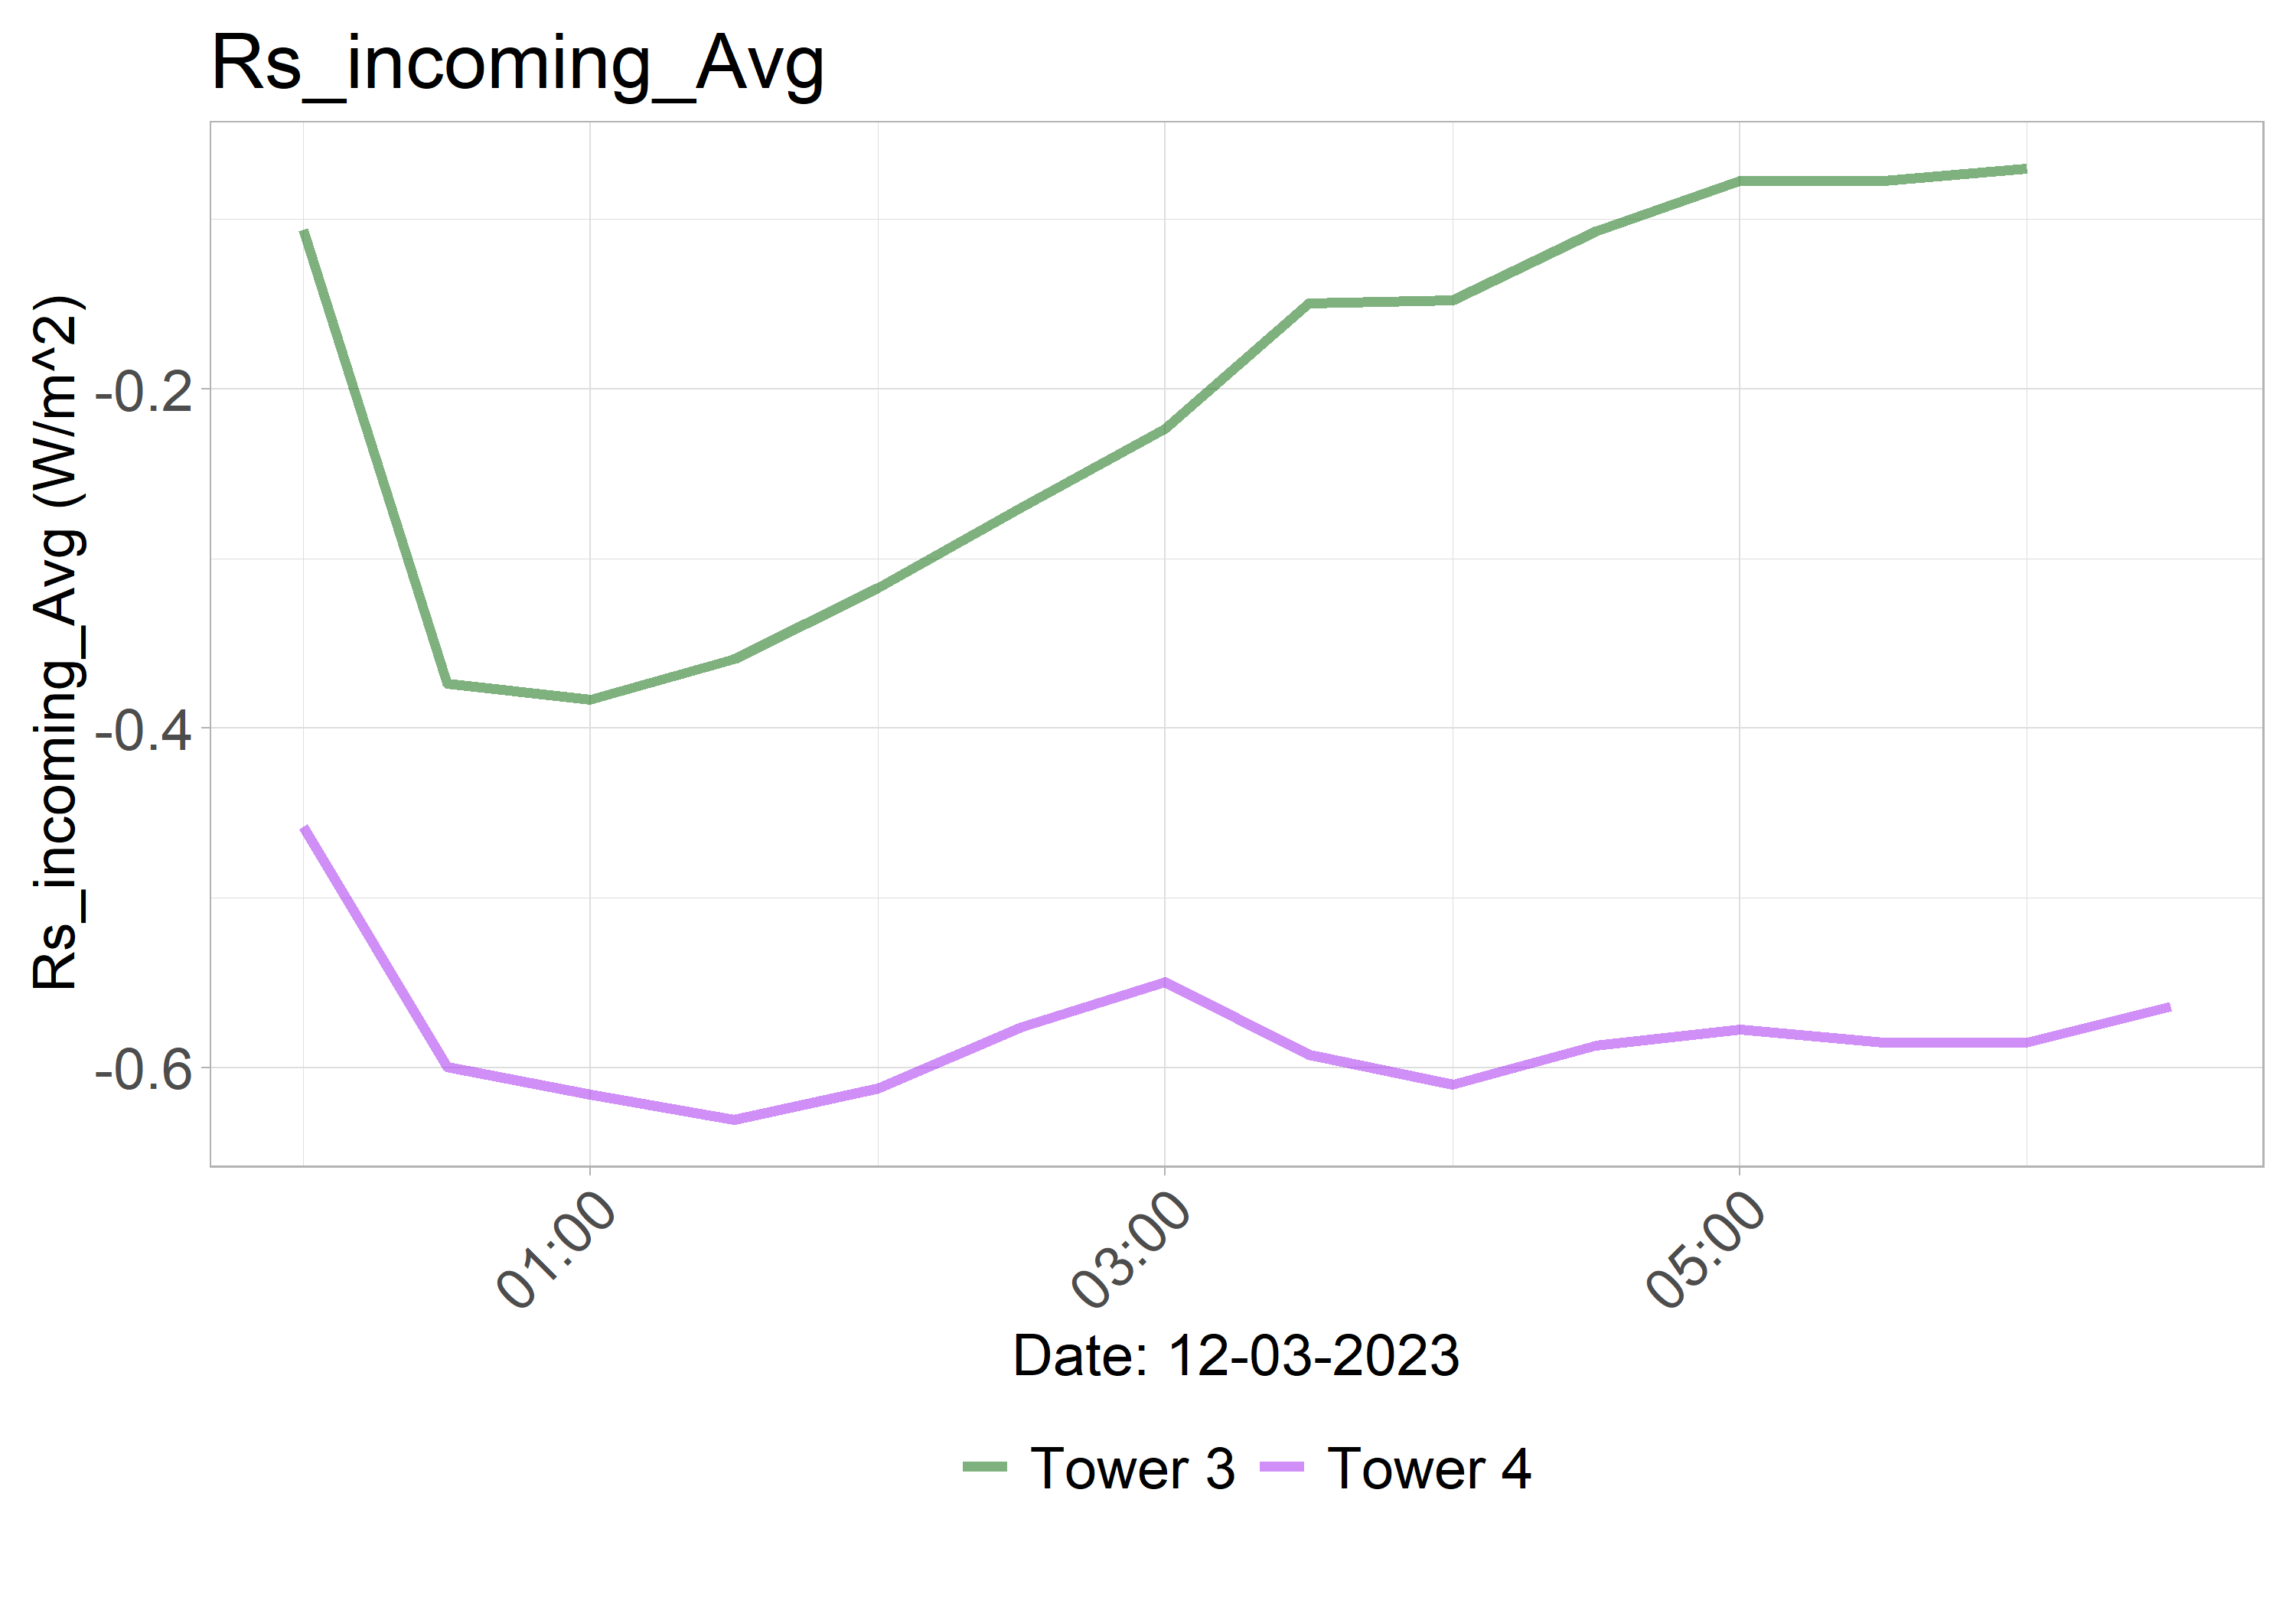 Rs_incoming_Avg
Rs_incoming_Avg (W/m^2)
-0.2
-0.4
-0.6
01:00
03:00
05:00
Date: 12-03-2023
Tower 3
Tower 4